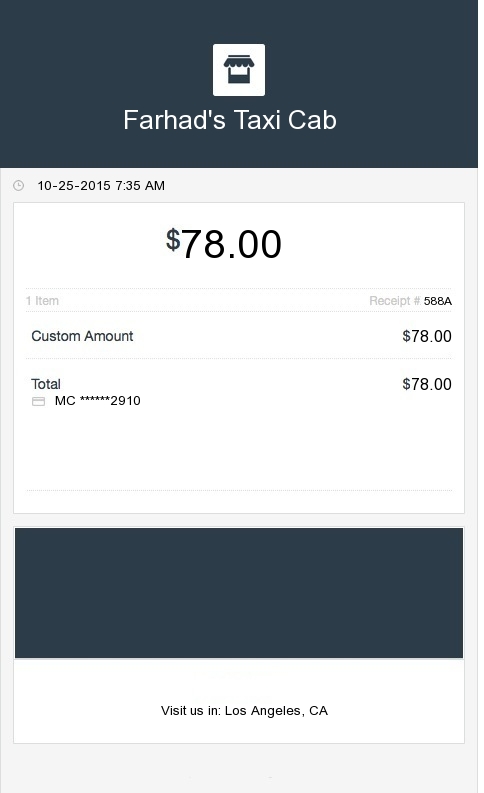 Farhad's Taxi Cab
10-25-2015 7:35 AM
$78.00
1 Item Receipt # 588A
Custom Amount $78.00
Total $78.00
MC ******2910
Visit us in: Los Angeles, CA